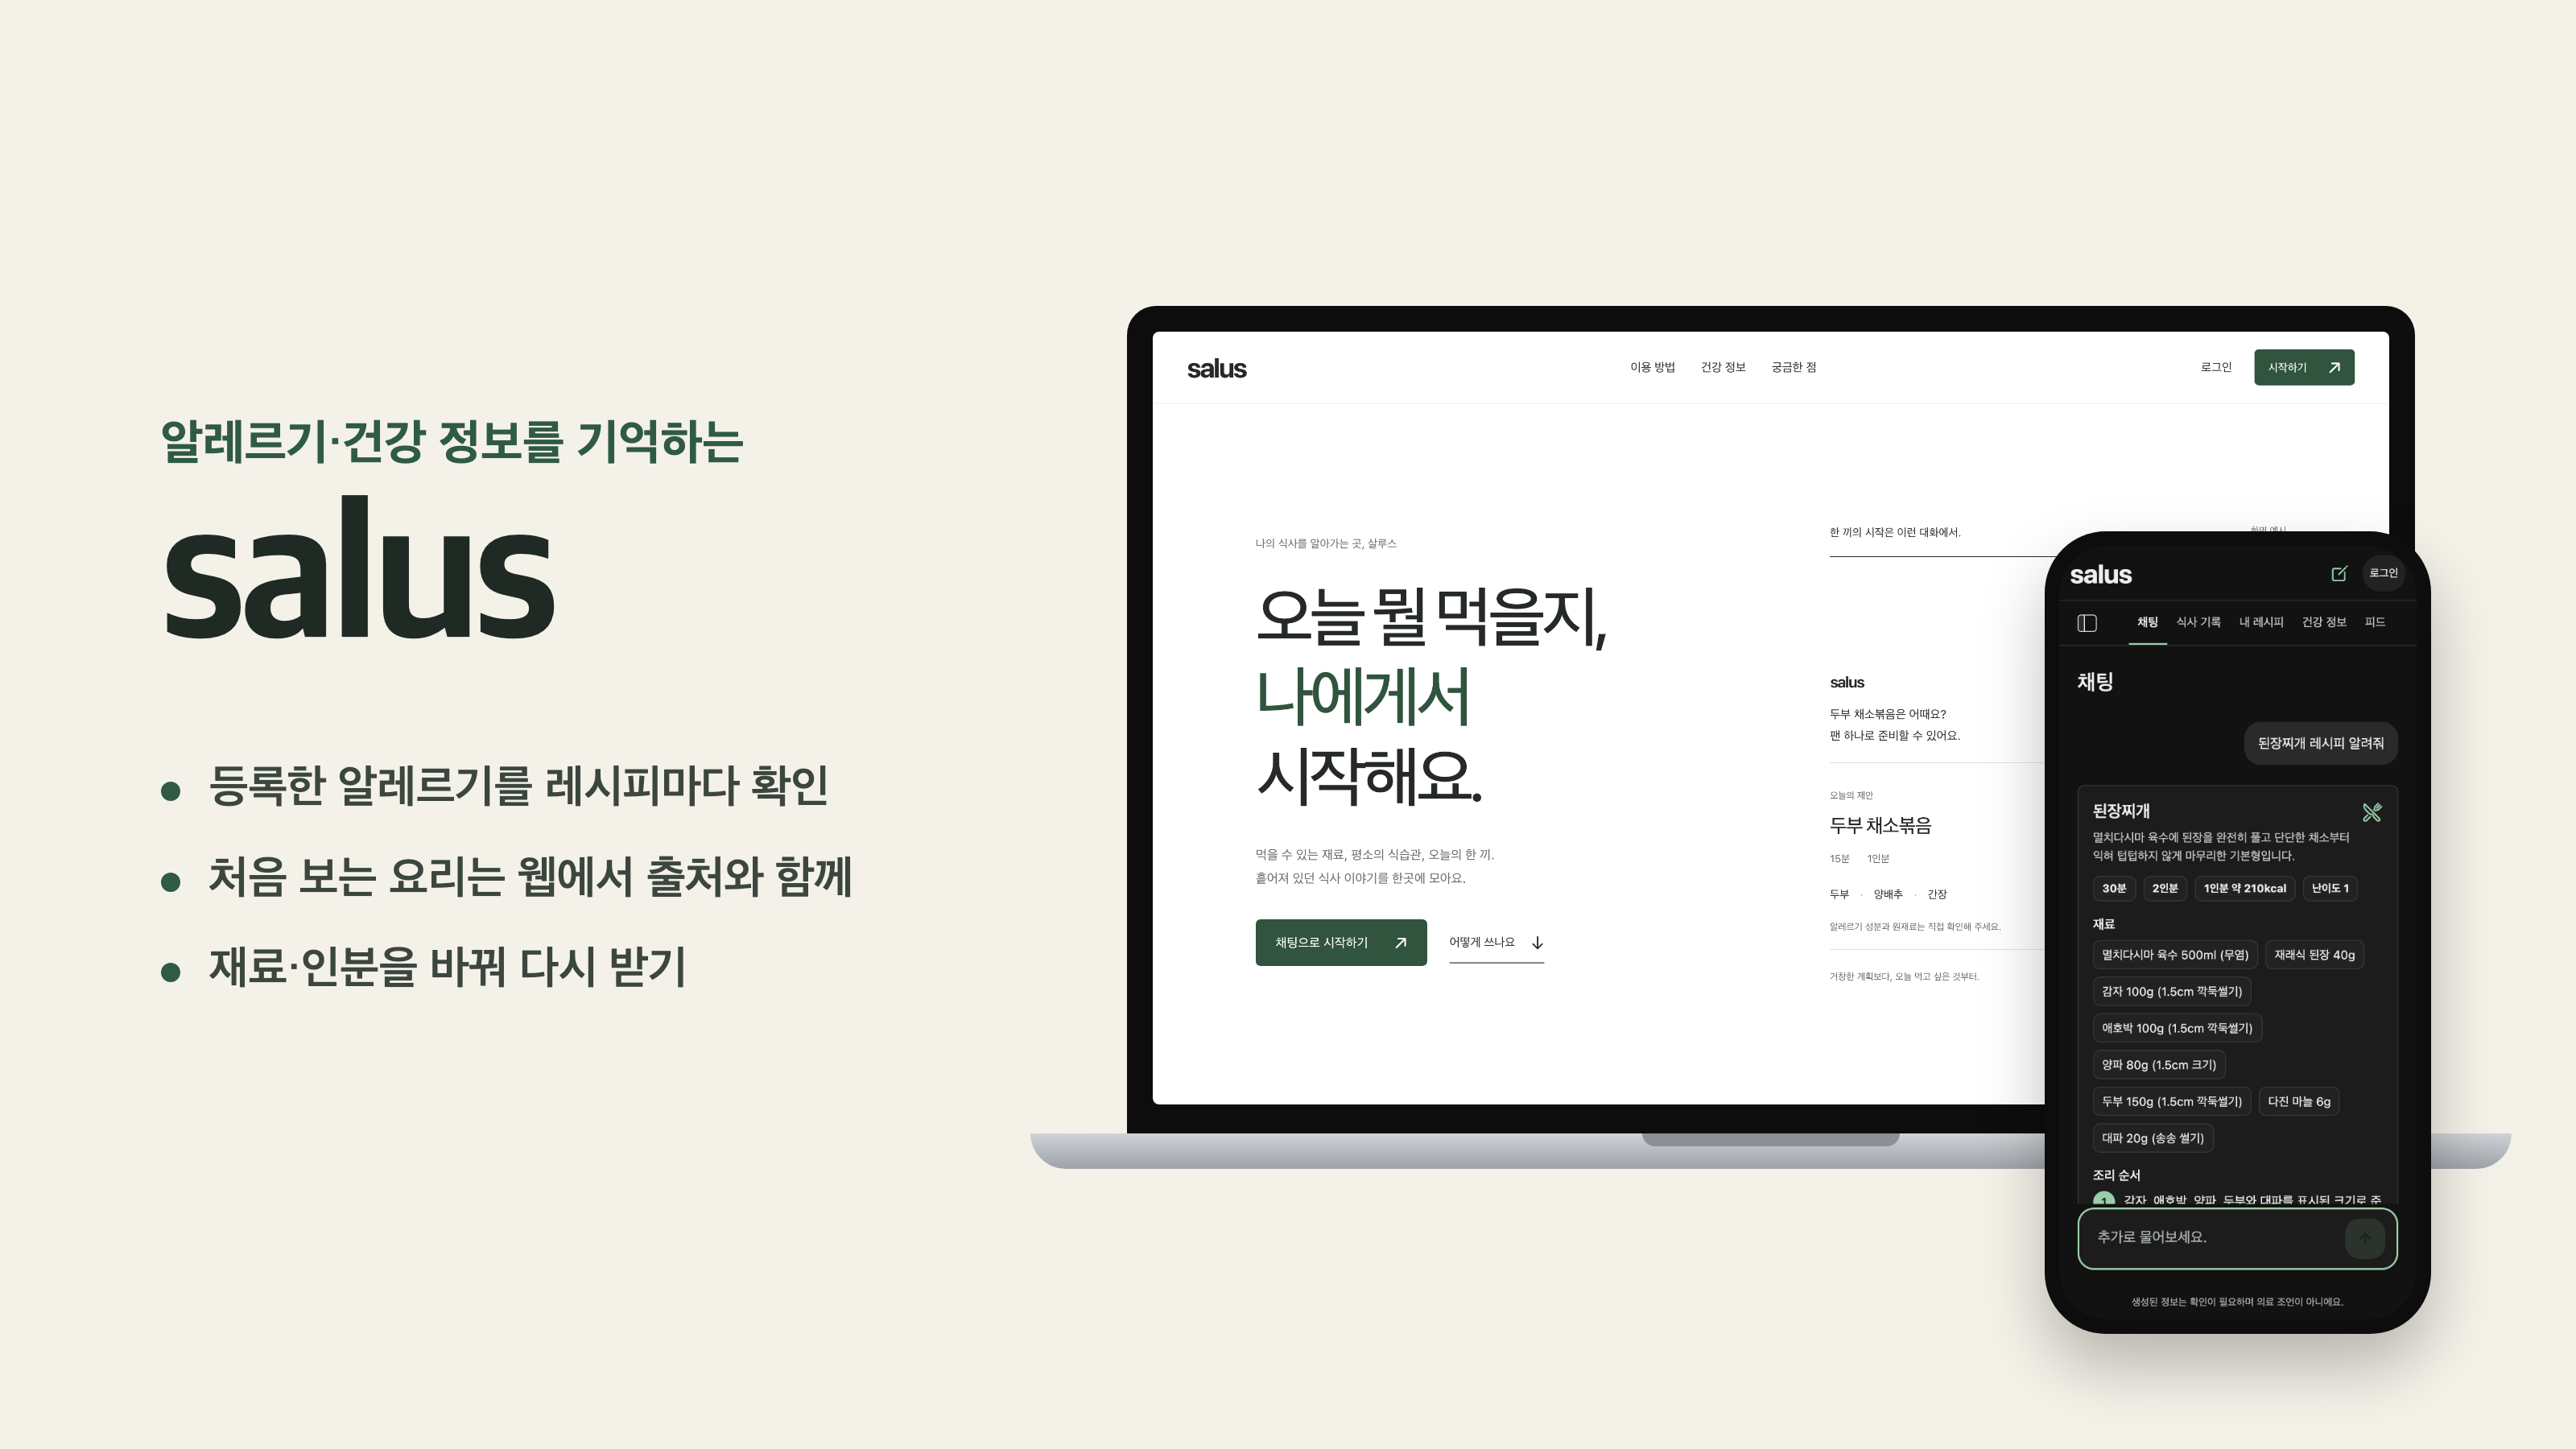 알레르기·건강 정보를 기억하는
salus
등록한 알레르기를 레시피마다 확인
처음 보는 요리는 웹에서 출처와 함께
재료·인분을 바꿔 다시 받기
salus
이용 방법 건강 정보 궁금한 점
로그인 시작하기
나의 식사를 알아가는 곳, 살루스
오늘 뭘 먹을지,
나에게서
시작해요.
먹을 수 있는 재료, 평소의 식습관, 오늘의 한 끼.
흩어져 있던 식사 이야기를 한곳에 모아요.
채팅으로 시작하기 어떻게 쓰나요
한 끼의 시작은 이런 대화에서.
salus
두부 채소볶음은 어때요?
팬 하나로 준비할 수 있어요.
오늘의 제안
두부 채소볶음
15분 1인분
두부 · 양배추 · 간장
알레르기 성분과 원재료는 직접 확인해 주세요.
거창한 계획보다, 오늘 먹고 싶은 것부터.
salus 로그인
채팅 식사 기록 내 레시피 건강 정보 피드
채팅
된장찌개 레시피 알려줘
된장찌개
멸치다시마 육수에 된장을 완전히 풀고 단단한 채소부터
익혀 텁텁하지 않게 마무리한 기본형입니다.
30분 2인분 1인분 약 210kcal 난이도 1
재료
멸치다시마 육수 500ml (무염) 재래식 된장 40g
감자 100g (1.5cm 깍둑썰기)
애호박 100g (1.5cm 깍둑썰기)
양파 80g (1.5cm 크기)
두부 150g (1.5cm 깍둑썰기) 다진 마늘 6g
대파 20g (송송 썰기)
조리 순서
1 감자, 애호박, 양파, 두부와 대파를 표시된 크기로 준
추가로 물어보세요.
생성된 정보는 확인이 필요하며 의료 조언이 아니에요.